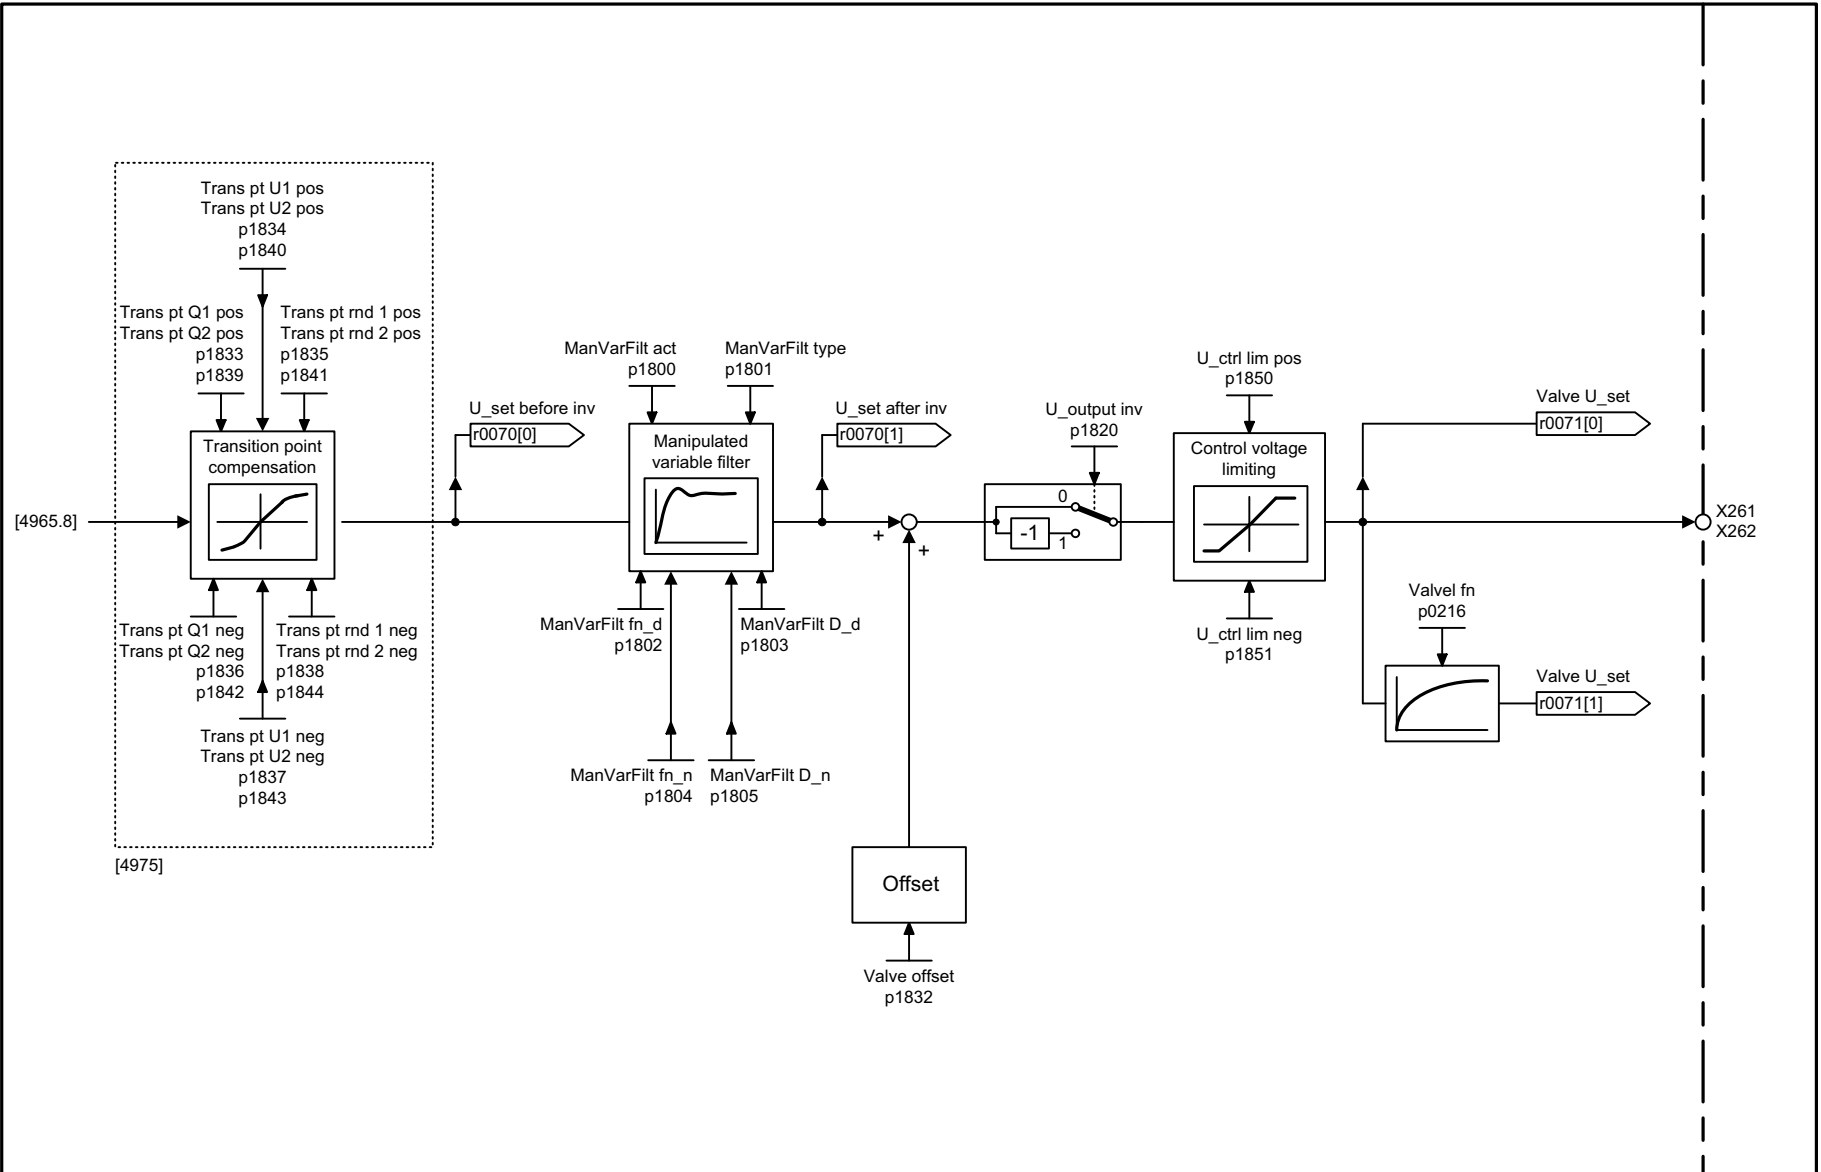 Trans pt U1 pos
Trans pt U2 pos
p1834
p1840
Trans pt Q1 pos
Trans pt Q2 pos
p1833
p1839
Trans pt rnd 1 pos
Trans pt rnd 2 pos
p1835
p1841
Transition point
compensation
[4965.8]
Trans pt Q1 neg
Trans pt Q2 neg
p1836
p1842
Trans pt rnd 1 neg
Trans pt rnd 2 neg
p1838
p1844
Trans pt U1 neg
Trans pt U2 neg
p1837
p1843
[4975]
U_set before inv
r0070[0]
ManVarFilt act
p1800
ManVarFilt type
p1801
Manipulated
variable filter
ManVarFilt fn_d
p1802
ManVarFilt D_d
p1803
ManVarFilt fn_n
p1804
ManVarFilt D_n
p1805
U_set after inv
r0070[1]
+
+
Offset
Valve offset
p1832
U_output inv
p1820
0
-1
1
U_ctrl lim pos
p1850
Control voltage
limiting
U_ctrl lim neg
p1851
Valve U_set
r0071[0]
X261
X262
Valvel fn
p0216
Valve U_set
r0071[1]